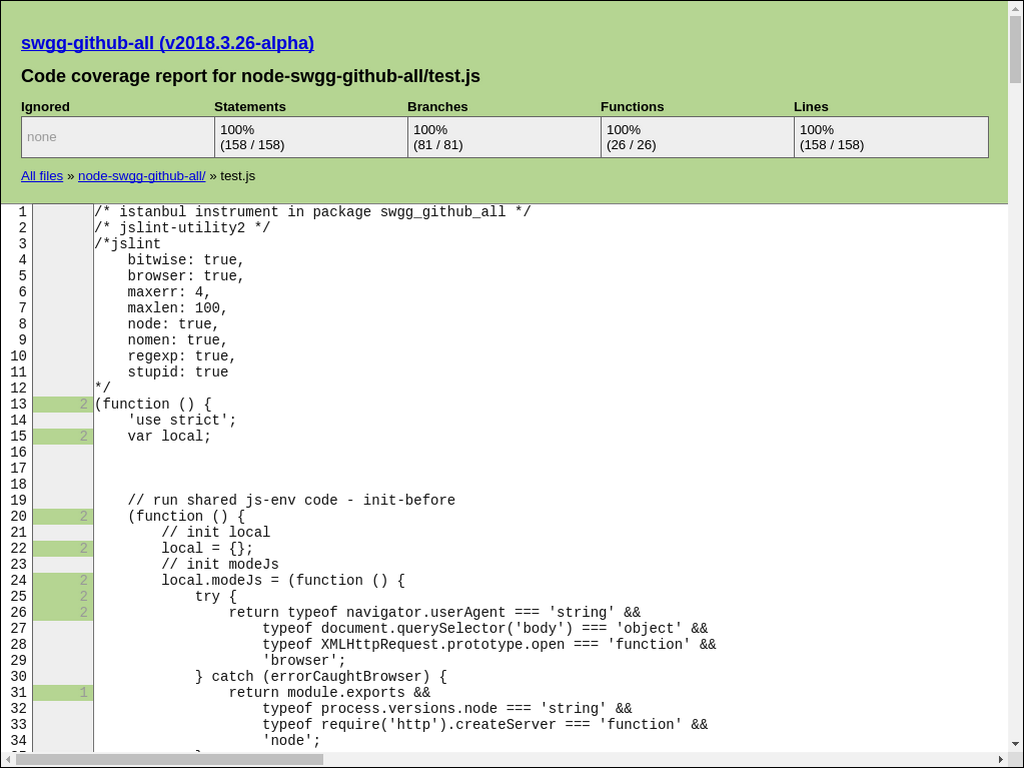 swgg-github-all (v2018.3.26-alpha)
Code coverage report for node-swgg-github-all/test.js
Ignored Statements Branches Functions Lines
none 100% 100% 100% 100%
(158 / 158) (81 / 81) (26 / 26) (158 / 158)
All files » node-swgg-github-all/ » test.js
1 /* istanbul instrument in package swgg_github_all */
2 /* jslint-utility2 */
3 /*jslint
4     bitwise: true,
5     browser: true,
6     maxerr: 4,
7     maxlen: 100,
8     node: true,
9     nomen: true,
10     regexp: true,
11     stupid: true
12 */
13 2 (function () {
14     'use strict';
15 2     var local;
16
17
18
19     // run shared js-env code - init-before
20 2     (function () {
21         // init local
22 2         local = {};
23         // init modeJs
24 2         local.modeJs = (function () {
25 2             try {
26 2                 return typeof navigator.userAgent === 'string' &&
27                     typeof document.querySelector('body') === 'object' &&
28                     typeof XMLHttpRequest.prototype.open === 'function' &&
29                     'browser';
30             } catch (errorCaughtBrowser) {
31 1                 return module.exports &&
32                     typeof process.versions.node === 'string' &&
33                     typeof require('http').createServer === 'function' &&
34                     'node';